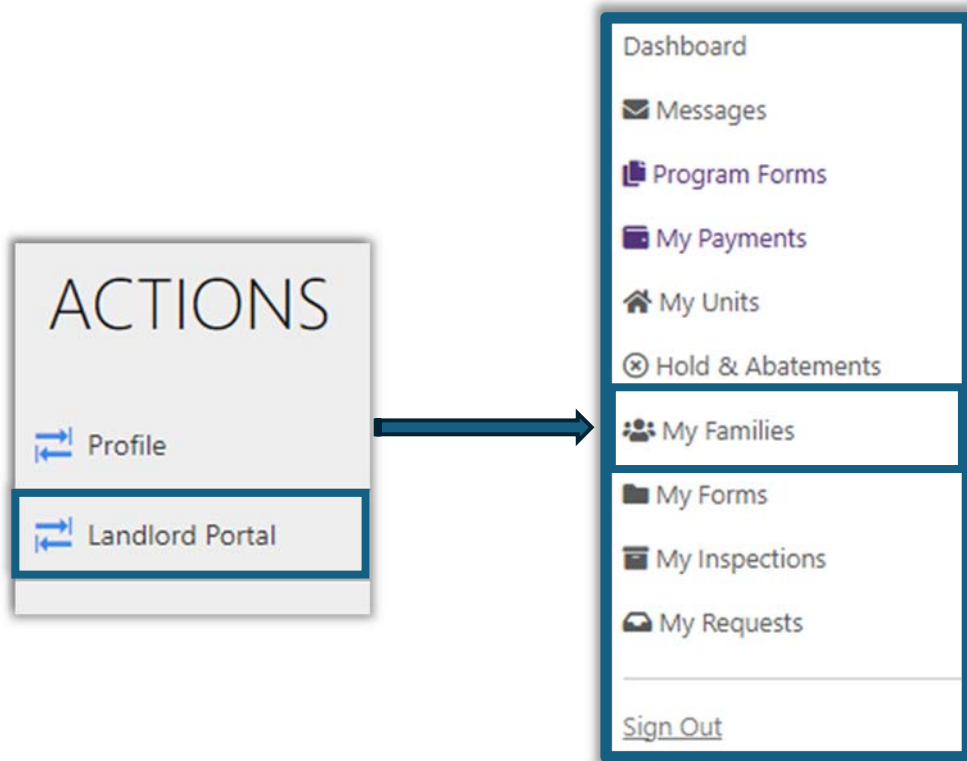 ACTIONS
Profile
Landlord Portal
Dashboard
Messages
Program Forms
My Payments
My Units
Hold & Abatements
My Families
My Forms
My Inspections
My Requests
Sign Out